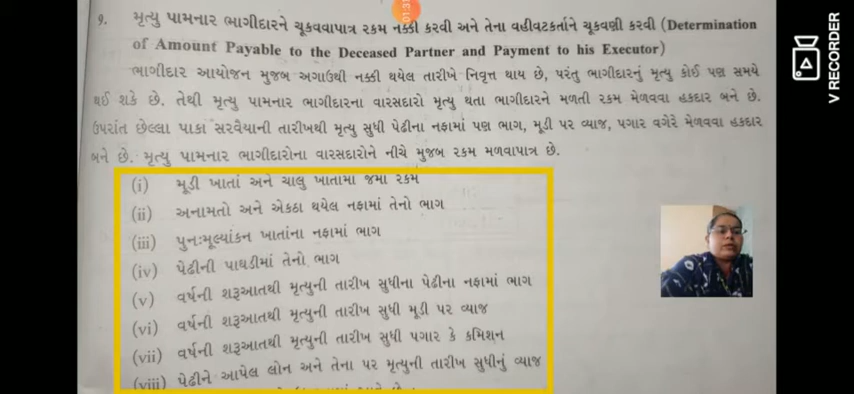 1:31
૧. મૃત્યુ પામનાર ભાગીદારને ચૂકવવાપાત્ર રકમ નક્કી કરવી અને તેના વહીવટકર્તાને ચૂકવણી કરવી (Determination
of Amount Payable to the Deceased Partner and Payment to his Executor)
ભાગીદાર આયોજન મુજબ અગાઉથી નક્કી થયેલ તારીખે નિવૃત્ત થાય છે, પરંતુ ભાગીદારનું મૃત્યુ કોઈ પણ સમયે
થઈ શકે છે. તેથી મૃત્યુ પામનાર ભાગીદારના વારસદારો મૃત્યુ થતા ભાગીદારને મળતી રકમ મેળવવા હકદાર બને છે.
ઉપરાંત છેલ્લા પાકા સરવૈયાની તારીખથી મૃત્યુ સુધી પેઢીના નફામાં પણ ભાગ, મૂડી પર વ્યાજ, પગાર વગેરે મેળવવા હકદાર
બને છે. મૃત્યુ પામનાર ભાગીદારોના વારસદારોને નીચે મુજબ રકમ મળવાપાત્ર છે.
(i) મૂડી ખાતાં અને ચાલુ ખાતામાં જમા રકમ
(ii) અનામતો અને એકઠા થયેલ નફામાં તેનો ભાગ
(iii) પુનઃમૂલ્યાંકન ખાતાંના નફામાં ભાગ
(iv) પેઢીની પાઘડીમાં તેનો ભાગ
(v) વર્ષની શરૂઆતથી મૃત્યુની તારીખ સુધીના પેઢીના નફામાં ભાગ
(vi) વર્ષની શરૂઆતથી મૃત્યુની તારીખ સુધી મૂડી પર વ્યાજ
(vii) વર્ષની શરૂઆતથી મૃત્યુની તારીખ સુધી પગાર કે કમિશન
(viii) પેઢીને આપેલ લોન અને તેના પર મૃત્યુની તારીખ સુધીનું વ્યાજ
V RECORDER